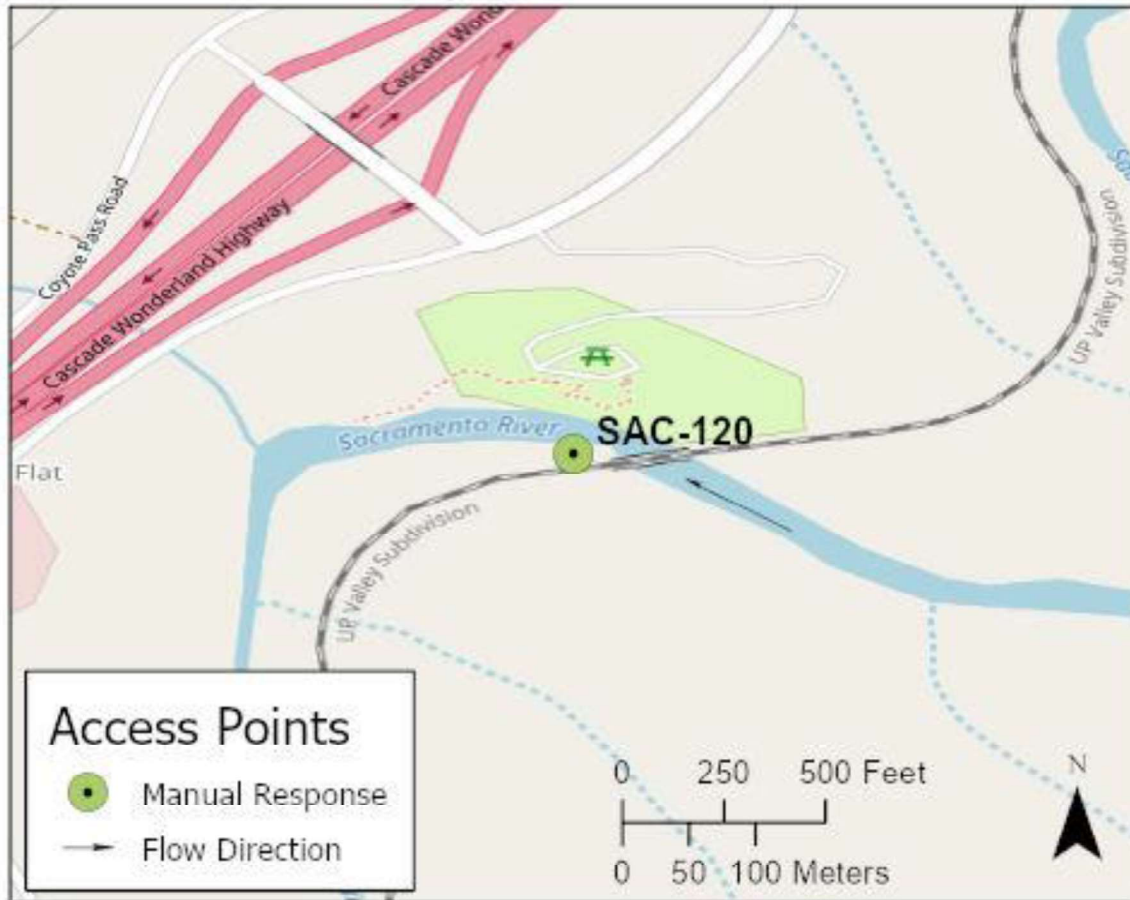 Cascade Wond
Coyote Pass Road
Cascade Wonderland Highway
Cascade Wonderland Highway
UP Valley Subdivision
Sacramento River
SAC-120
Flat
UP Valley Subdivision
Access Points
Manual Response
Flow Direction
0 250 500 Feet
0 50 100 Meters
N